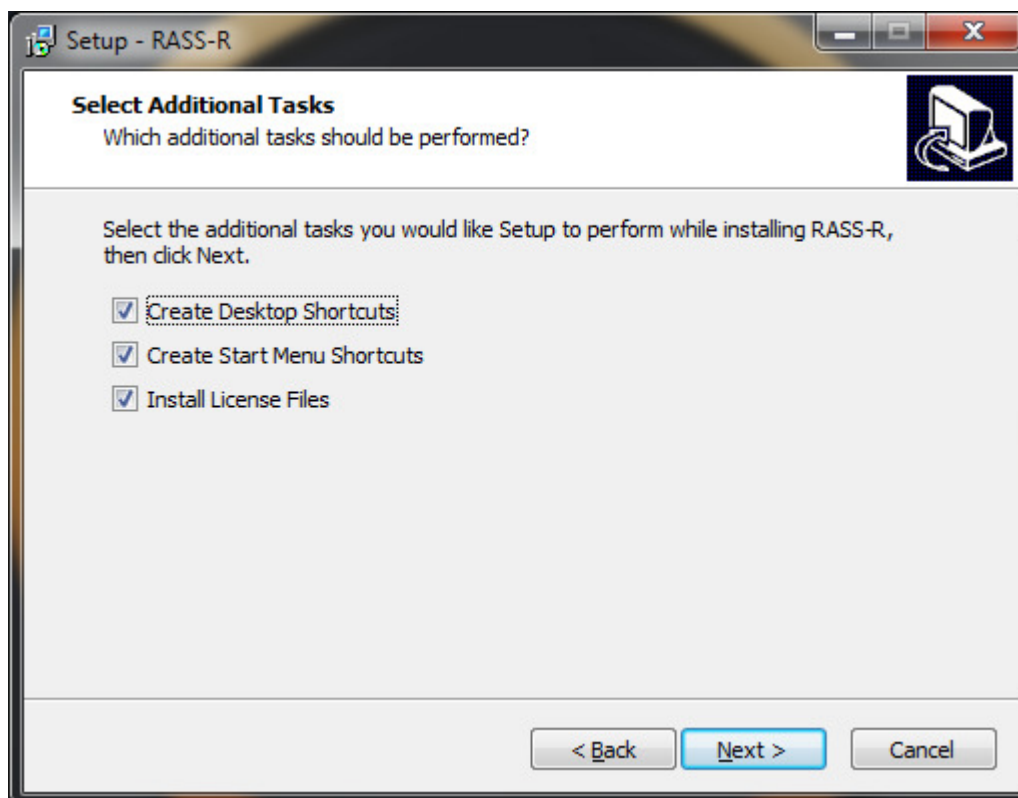 Setup - RASS-R
Select Additional Tasks
Which additional tasks should be performed?
Select the additional tasks you would like Setup to perform while installing RASS-R,
then click Next.
Create Desktop Shortcuts
Create Start Menu Shortcuts
Install License Files
< Back Next > Cancel